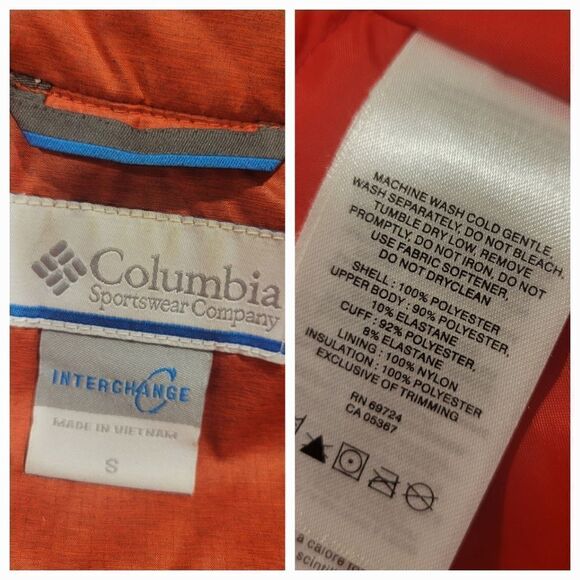 Columbia
Sportswear Company
INTERCHANGE
MADE IN VIETNAM
S
MACHINE WASH COLD GENTLE,
WASH SEPARATELY, DO NOT BLEACH,
TUMBLE DRY LOW, REMOVE
PROMPTLY, DO NOT IRON, DO NOT
USE FABRIC SOFTENER,
DO NOT DRYCLEAN
SHELL : 100% POLYESTER
UPPER BODY : 90% POLYESTER
10% ELASTANE
CUFF : 92% POLYESTER,
8% ELASTANE
LINING : 100% NYLON
INSULATION : 100% POLYESTER
EXCLUSIVE OF TRIMMING
RN 69724
CA 05367
a calore